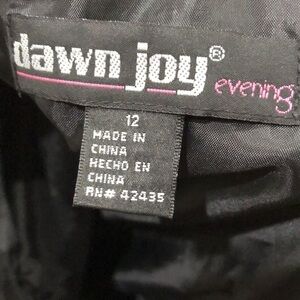 dawn joy® evening
12
MADE IN
CHINA
HECHO EN
CHINA
RN# 42435